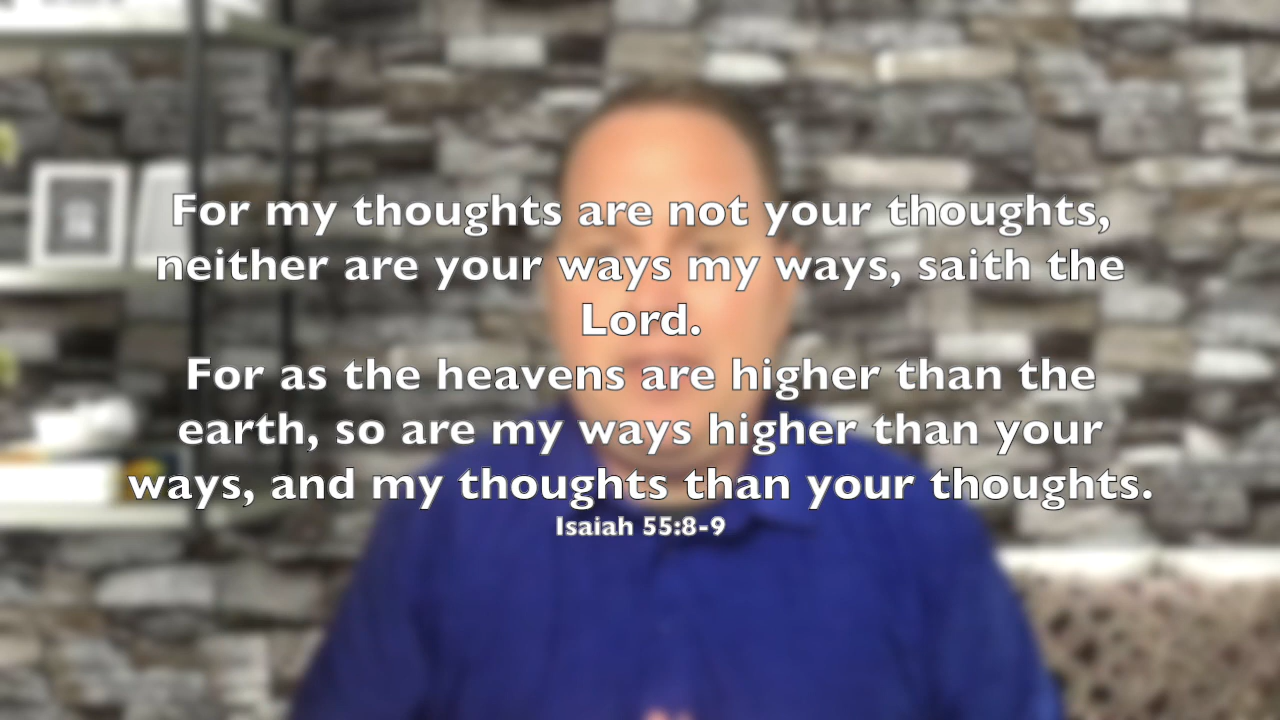 For my thoughts are not your thoughts,
neither are your ways my ways, saith the
Lord.
For as the heavens are higher than the
earth, so are my ways higher than your
ways, and my thoughts than your thoughts.
Isaiah 55:8-9